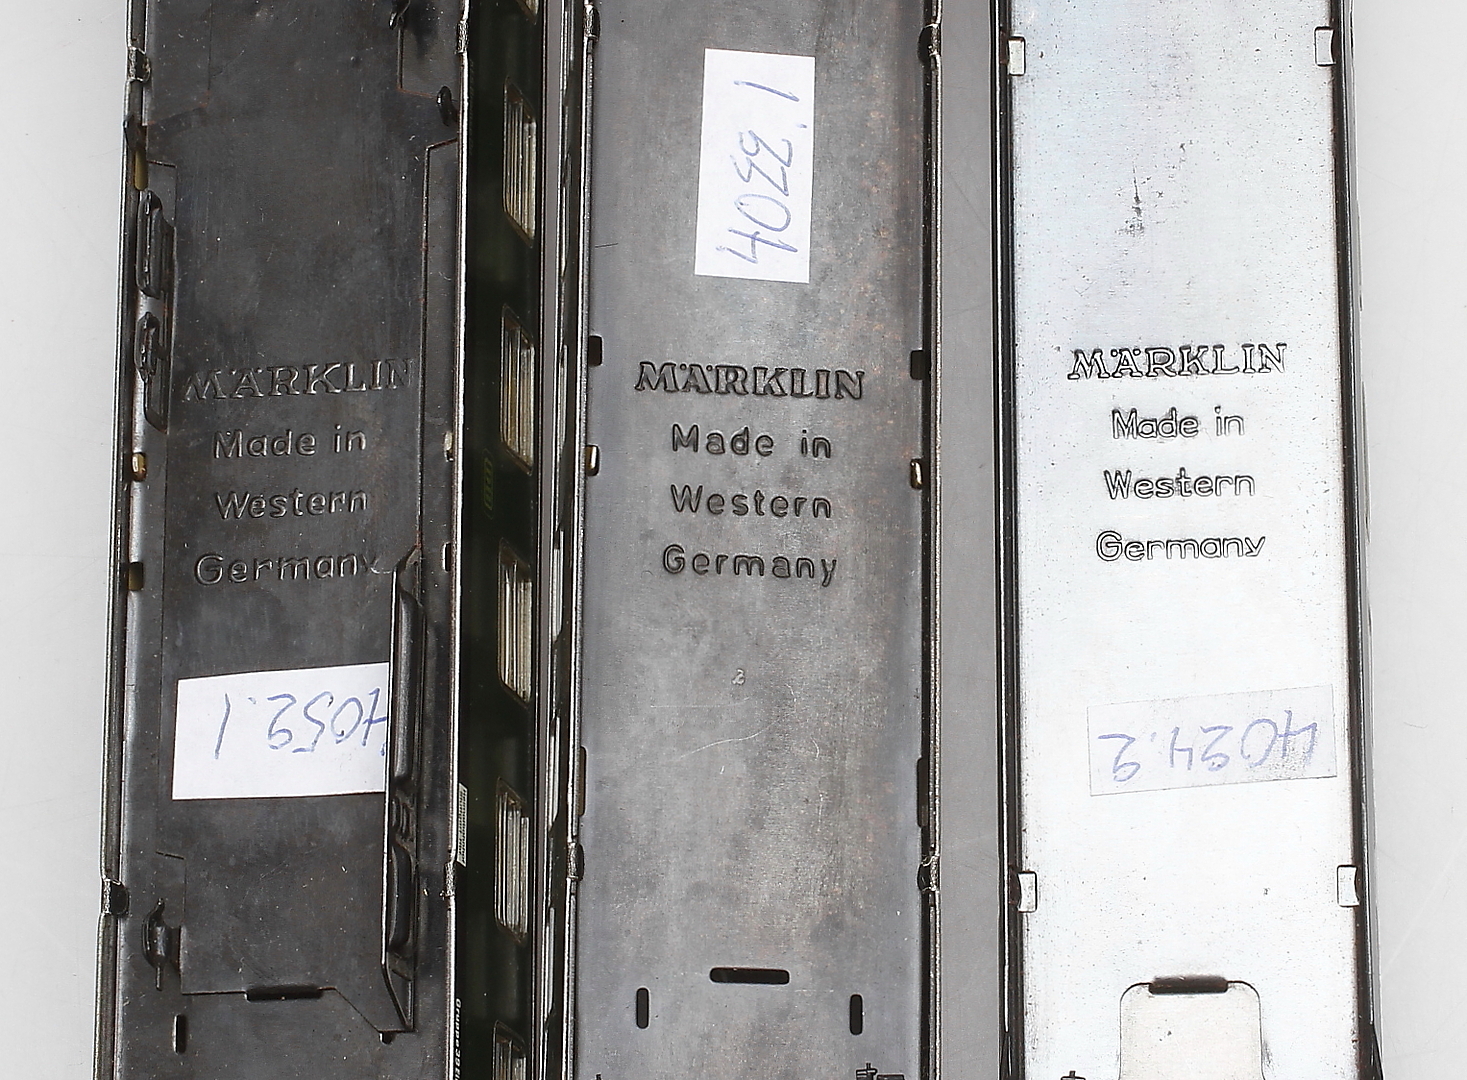 MÄRKLIN
Made in
Western
Germany
4052.1
4022.1
MÄRKLIN
Made in
Western
Germany
MÄRKLIN
Made in
Western
Germany
4024.2